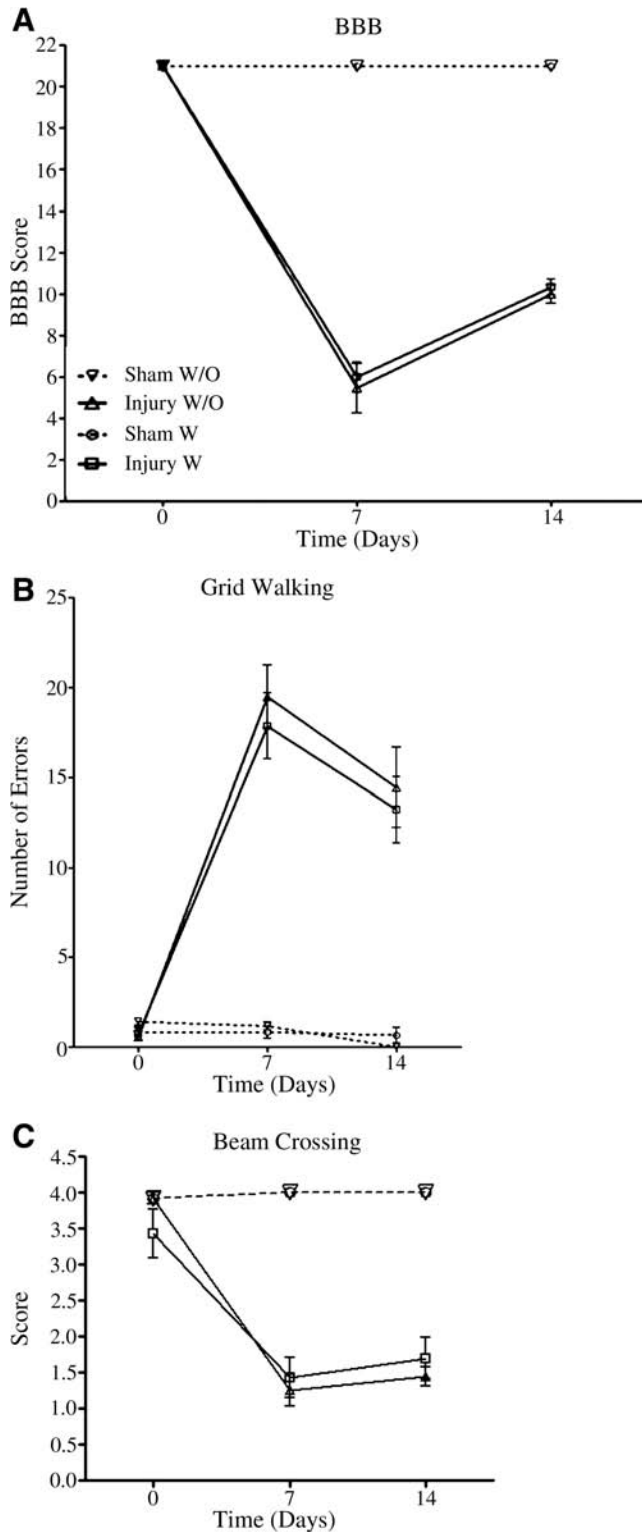 A
BBB
22
20
18
16
14
12
10
8
6
4
2
0
BBB Score
Sham W/O
Injury W/O
Sham W
Injury W
0 7 14
Time (Days)
B
Grid Walking
25
20
15
10
5
0
Number of Errors
0 7 14
Time (Days)
C
Beam Crossing
4.5
4.0
3.5
3.0
2.5
2.0
1.5
1.0
0.5
0.0
Score
0 7 14
Time (Days)